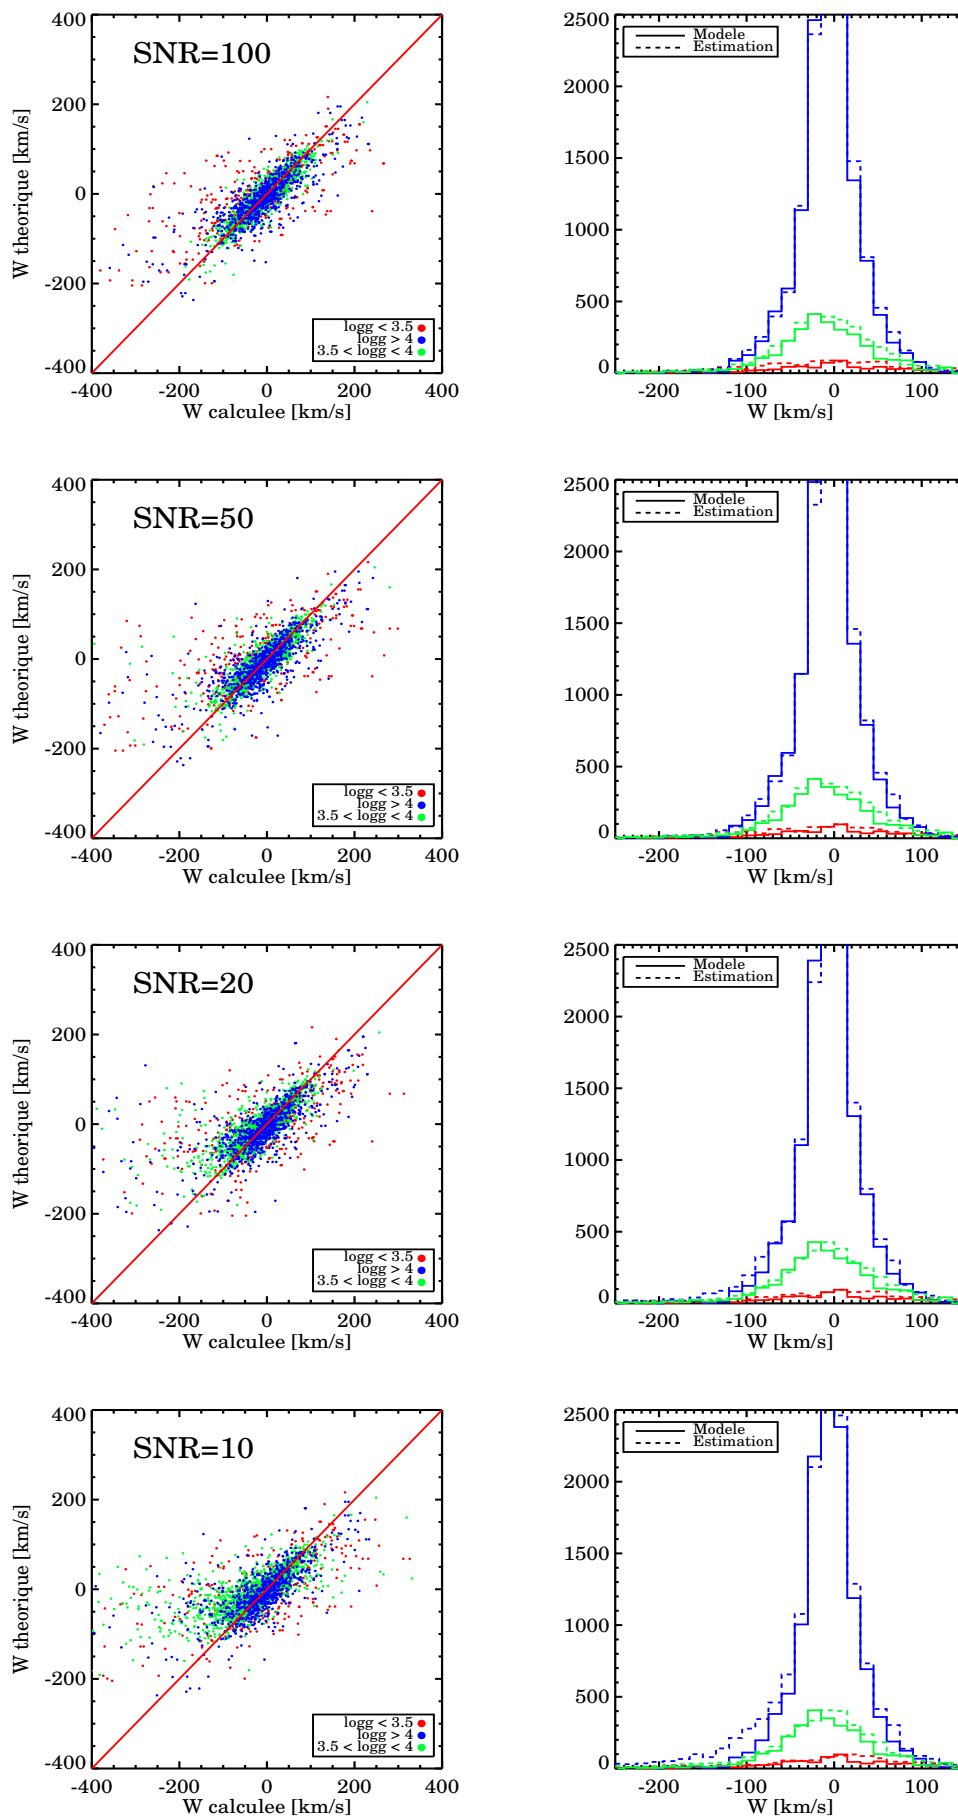 400
200
0
-200
-400
W theorique [km/s]
SNR=100
logg < 3.5
logg > 4
3.5 < logg < 4
-400 -200 0 200 400
W calculee [km/s]
2500
2000
1500
1000
500
0
Modele
Estimation
-200 -100 0 100
W [km/s]
400
200
0
-200
-400
W theorique [km/s]
SNR=50
logg < 3.5
logg > 4
3.5 < logg < 4
-400 -200 0 200 400
W calculee [km/s]
2500
2000
1500
1000
500
0
Modele
Estimation
-200 -100 0 100
W [km/s]
400
200
0
-200
-400
W theorique [km/s]
SNR=20
logg < 3.5
logg > 4
3.5 < logg < 4
-400 -200 0 200 400
W calculee [km/s]
2500
2000
1500
1000
500
0
Modele
Estimation
-200 -100 0 100
W [km/s]
400
200
0
-200
-400
W theorique [km/s]
SNR=10
logg < 3.5
logg > 4
3.5 < logg < 4
-400 -200 0 200 400
W calculee [km/s]
2500
2000
1500
1000
500
0
Modele
Estimation
-200 -100 0 100
W [km/s]